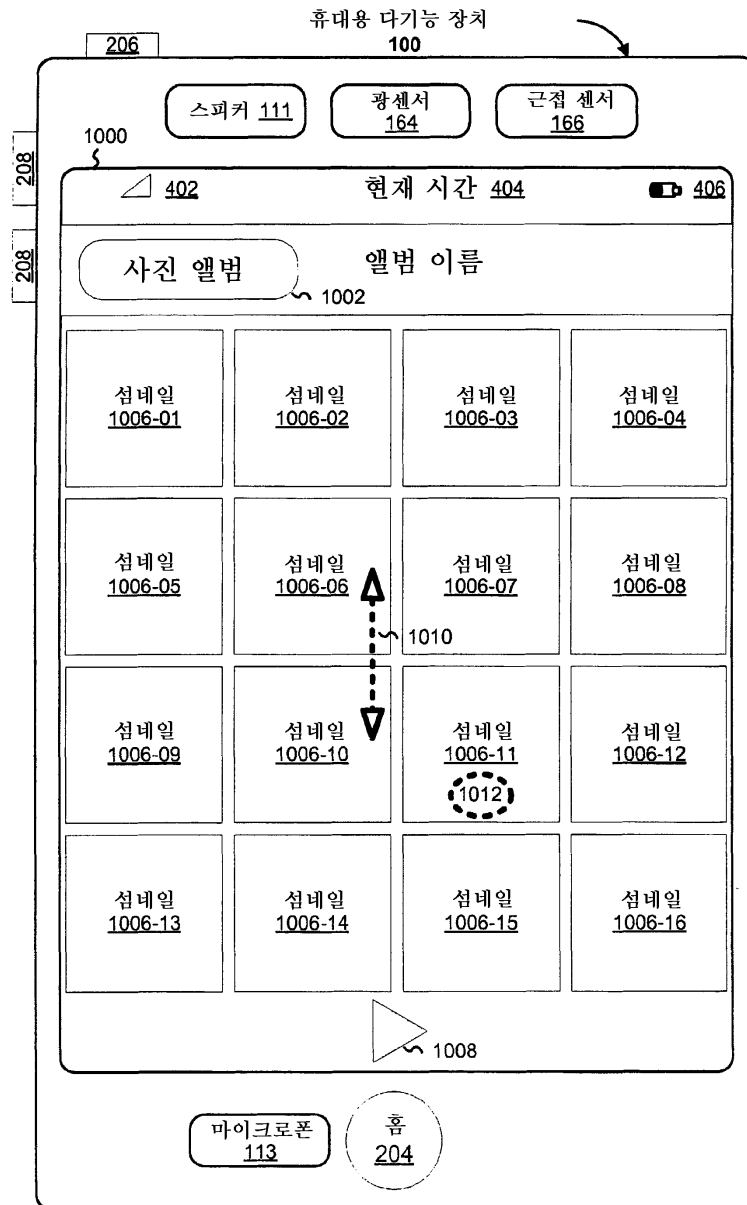 휴대용 다기능 장치
100
206
스피커 111
광센서
164
근접 센서
166
1000
208
208
402
현재 시간 404
406
사진 앨범
앨범 이름
1002
섬네일
1006-01
섬네일
1006-02
섬네일
1006-03
섬네일
1006-04
섬네일
1006-05
섬네일
1006-06
섬네일
1006-07
섬네일
1006-08
1010
섬네일
1006-09
섬네일
1006-10
섬네일
1006-11
1012
섬네일
1006-12
섬네일
1006-13
섬네일
1006-14
섬네일
1006-15
섬네일
1006-16
1008
마이크로폰
113
홈
204